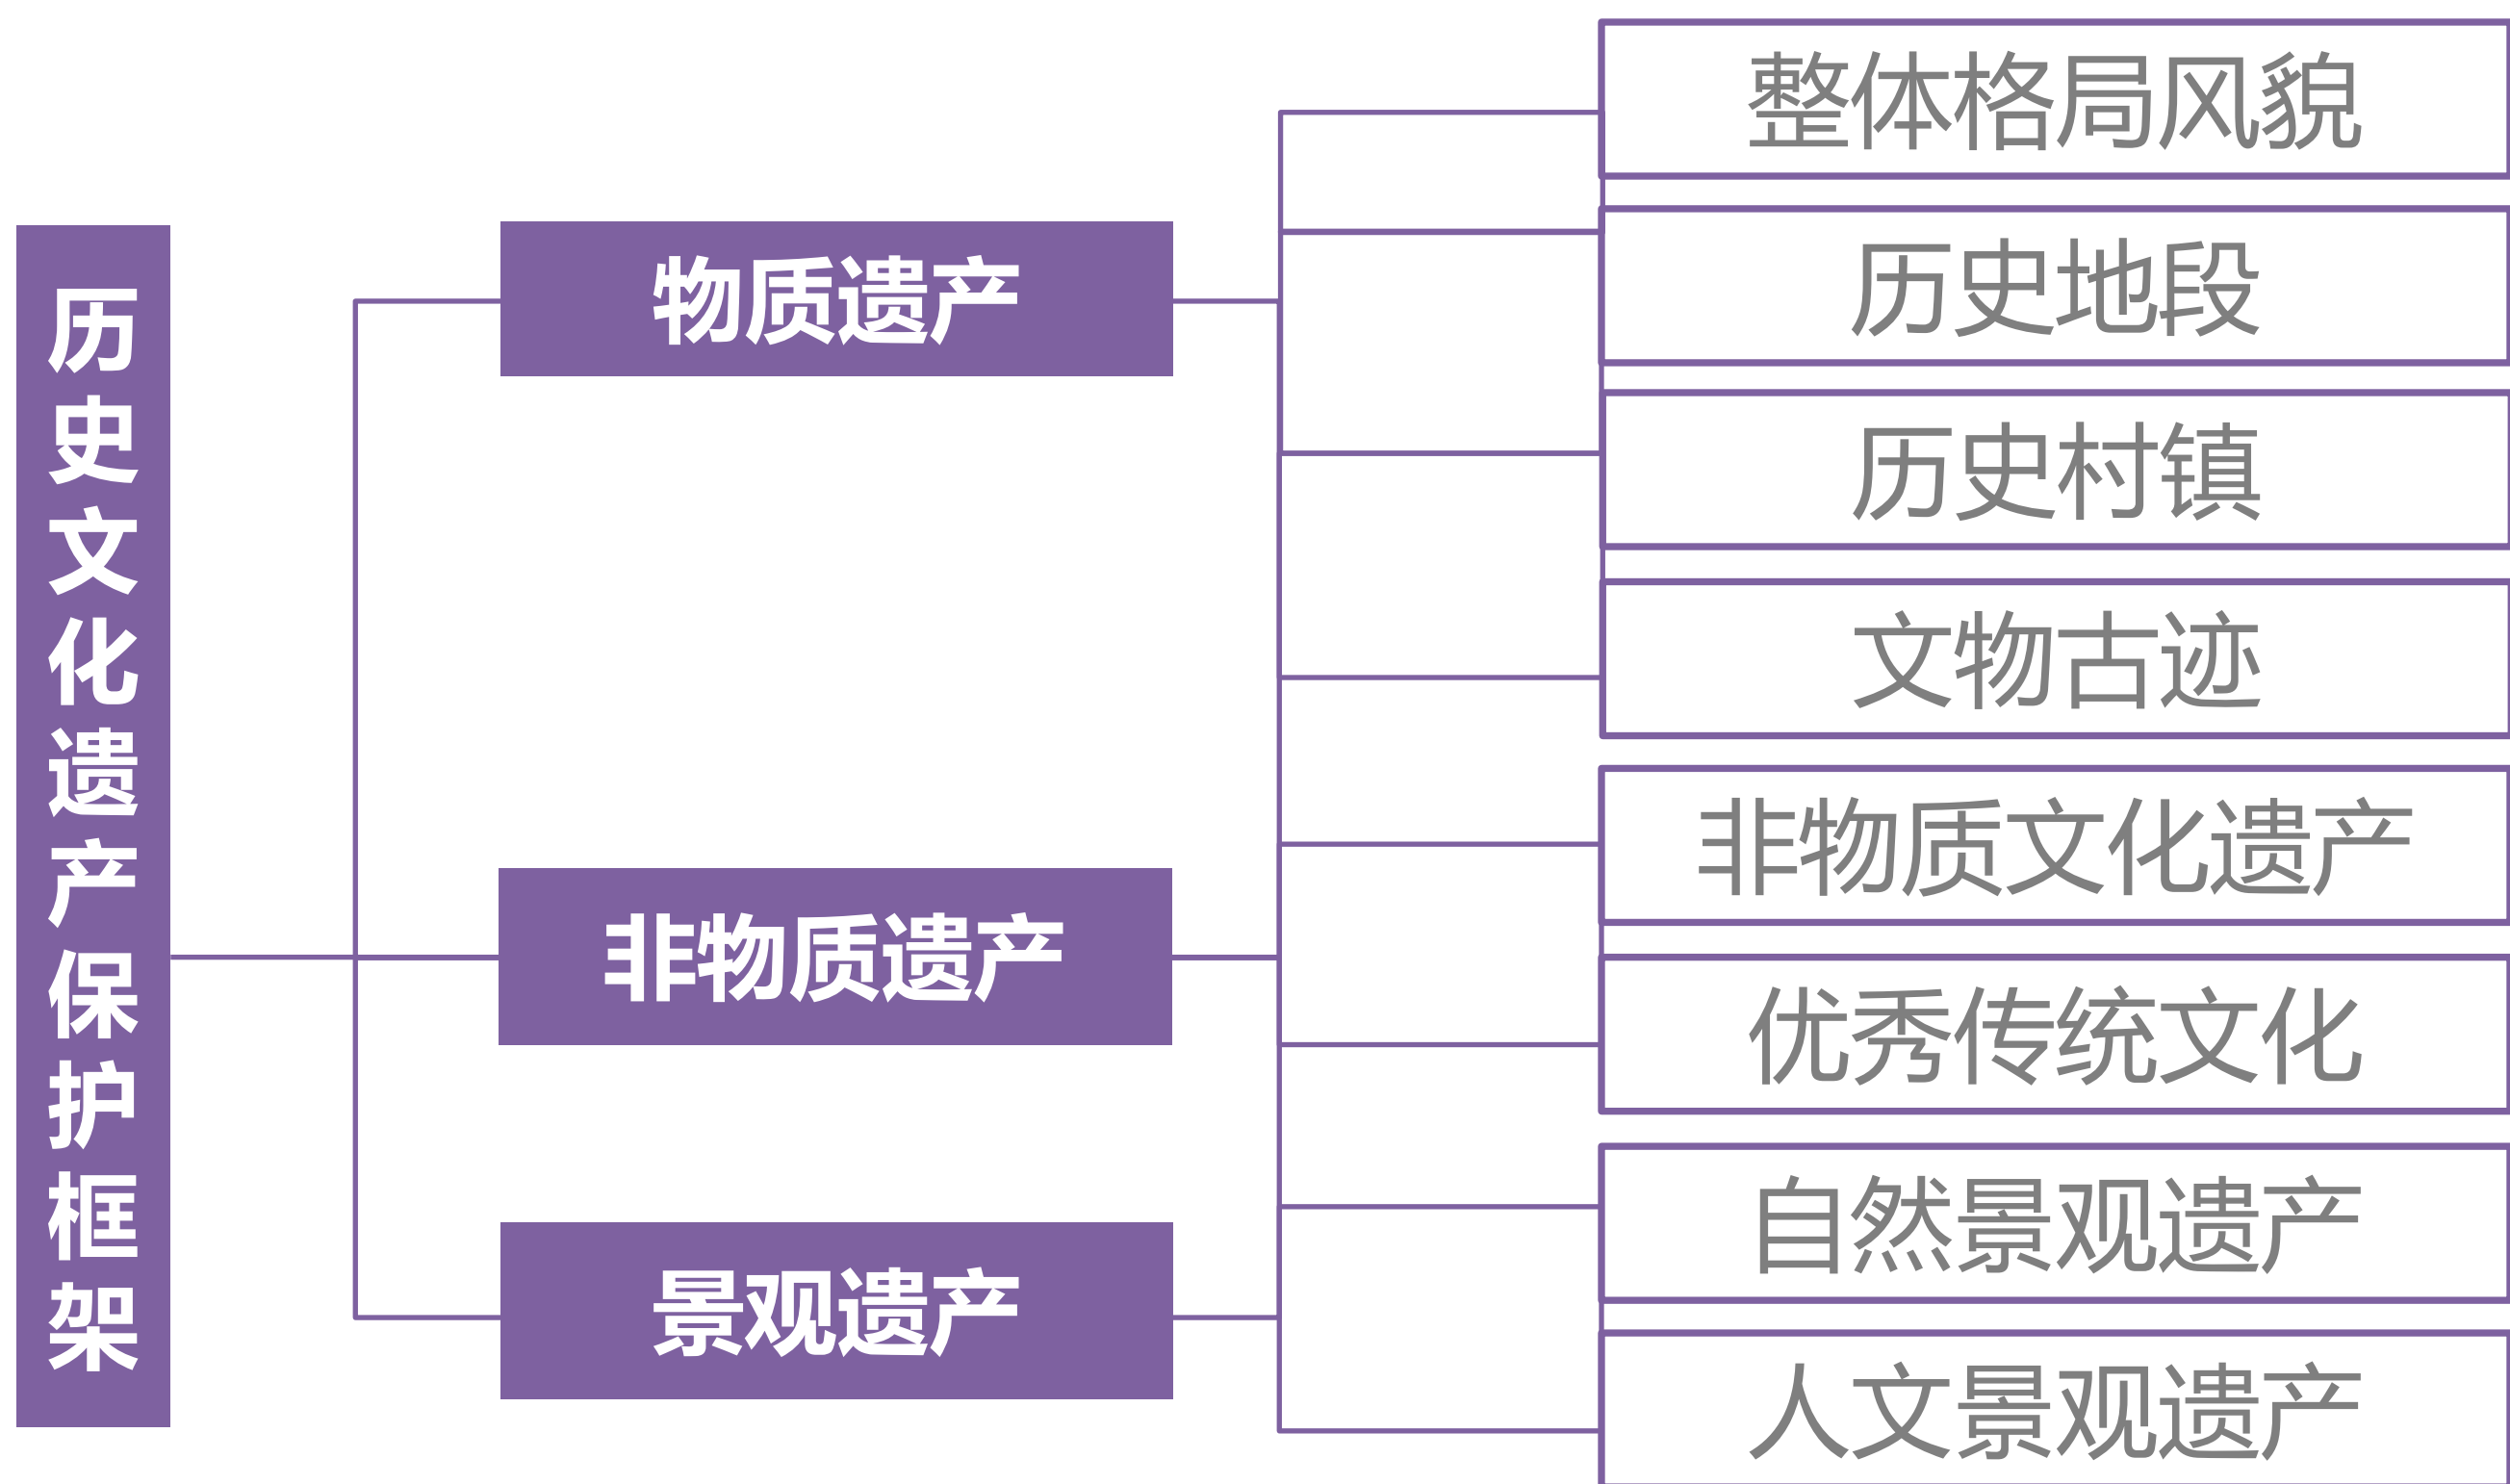 历史文化遗产保护框架
物质遗产
非物质遗产
景观遗产
整体格局风貌
历史地段
历史村镇
文物古迹
非物质文化遗产
优秀传统文化
自然景观遗产
人文景观遗产